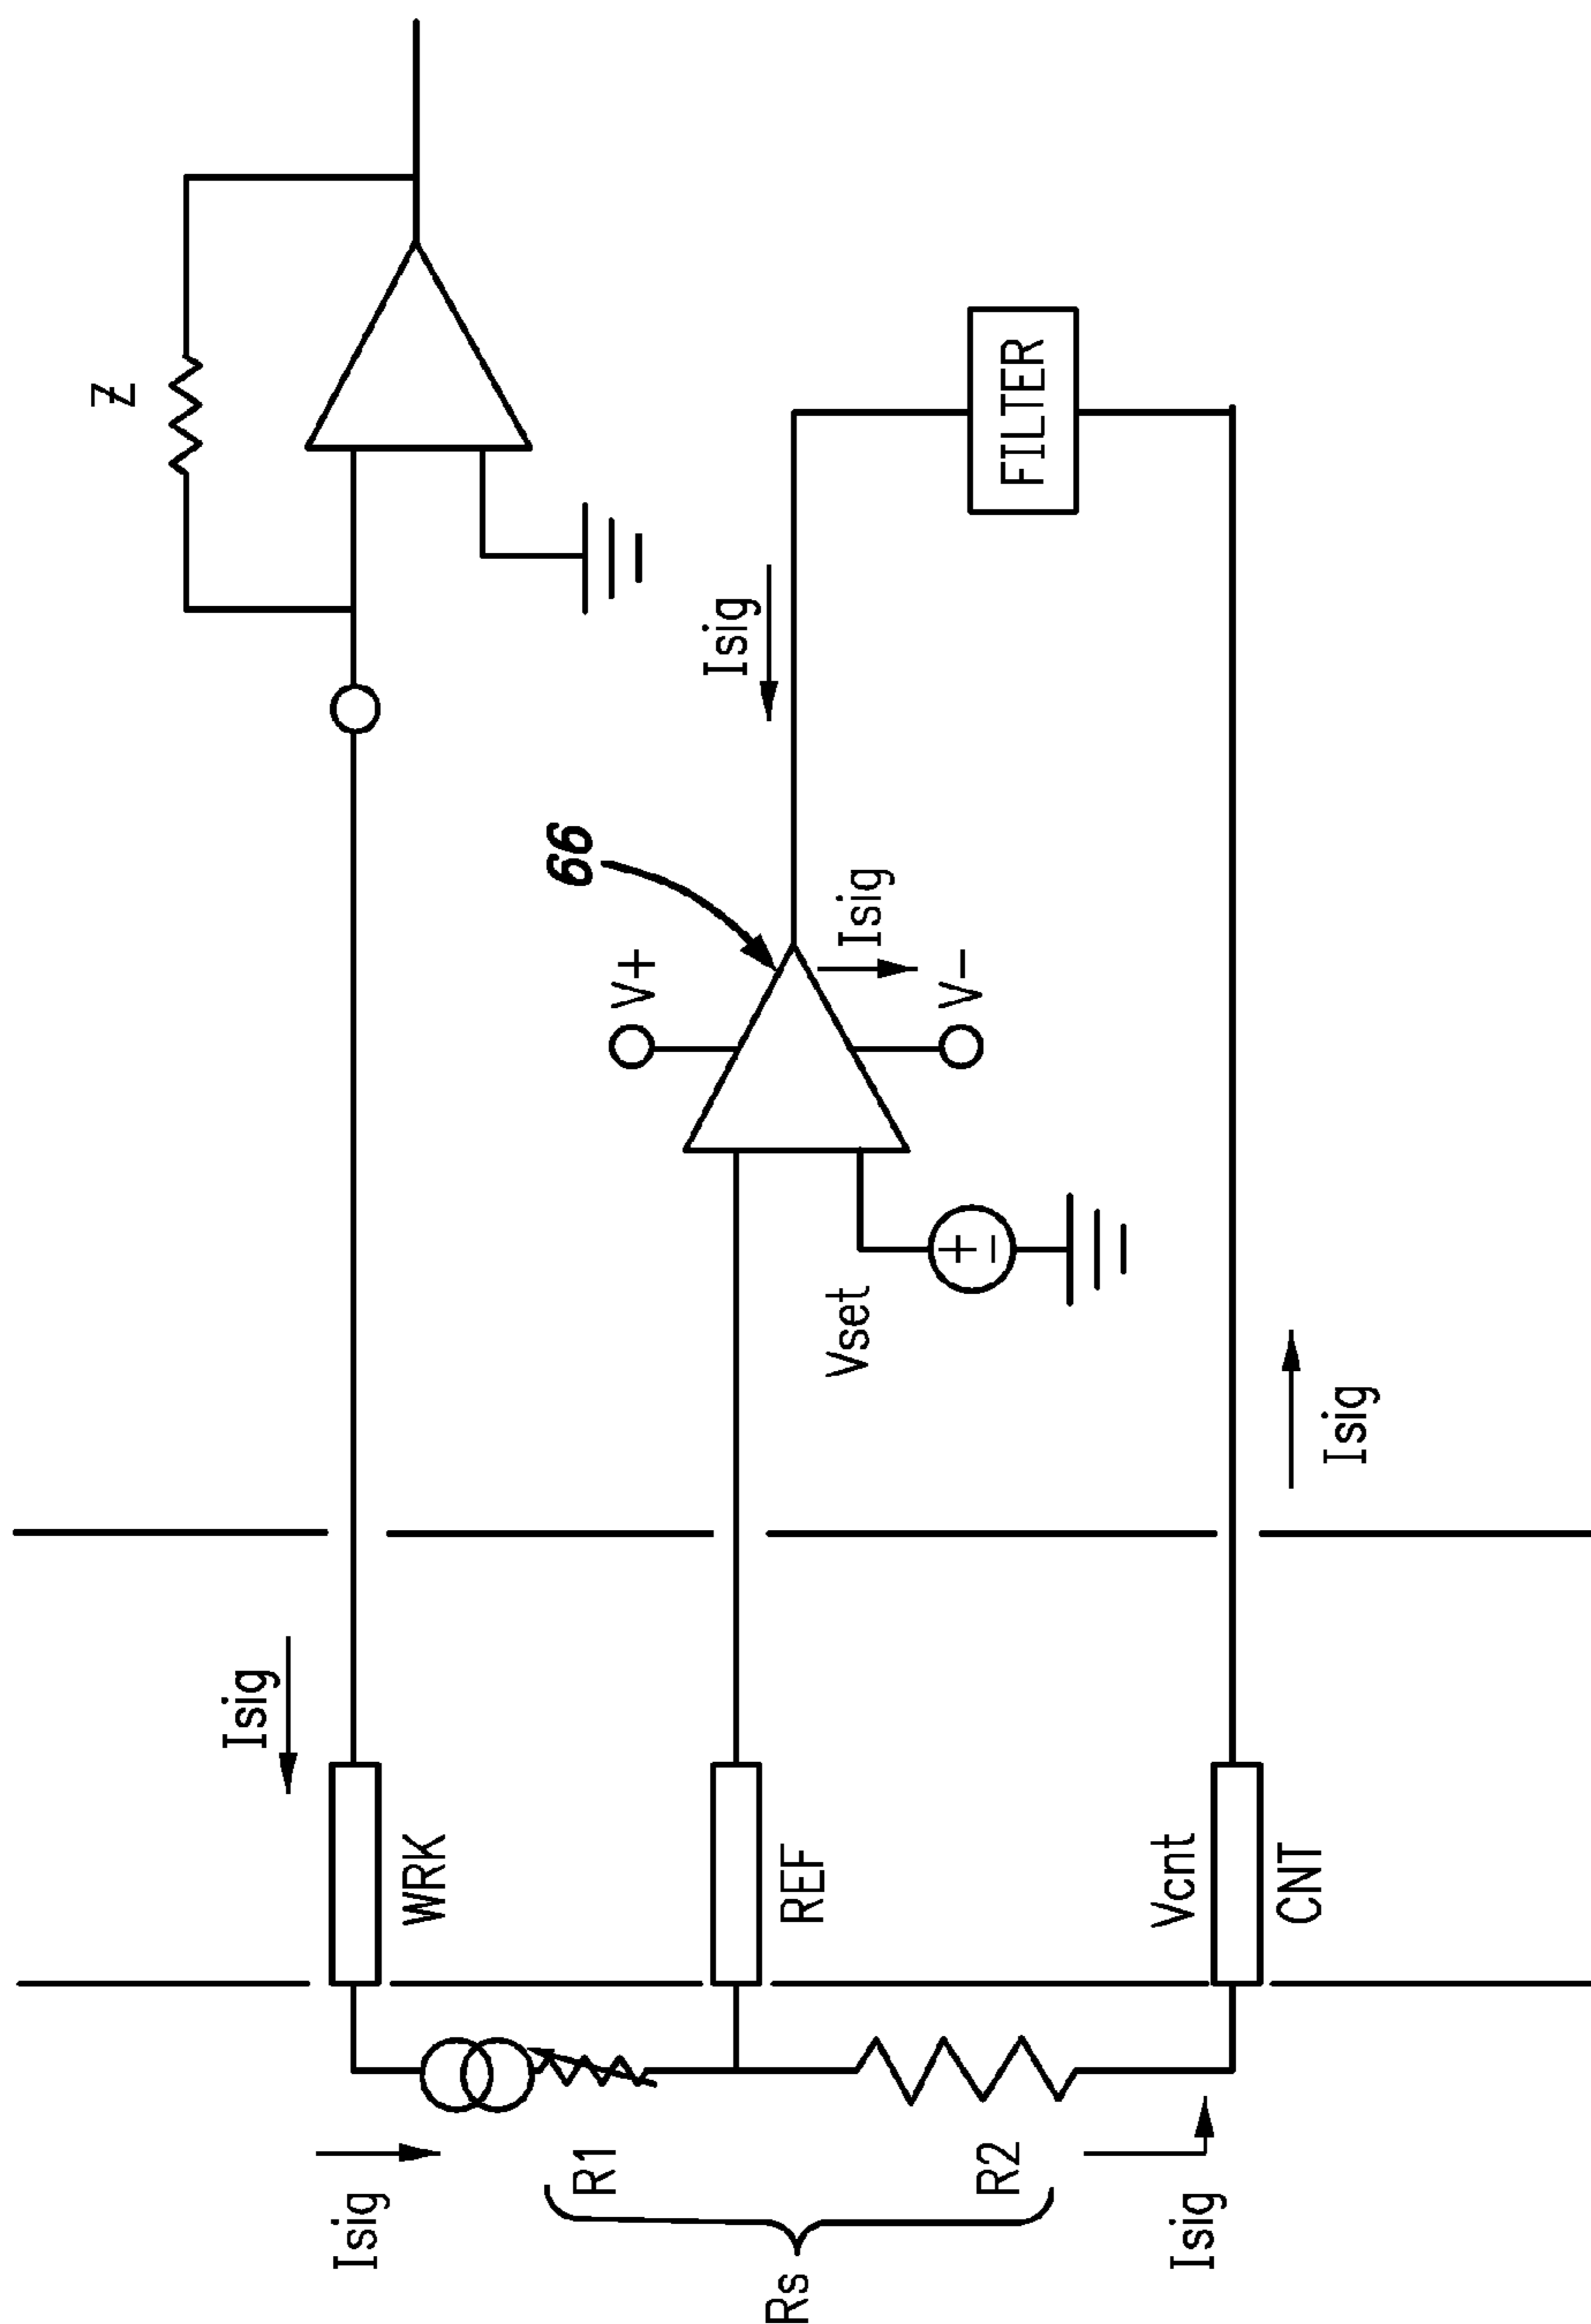 Z
Isig
WRK
66
V+
V-
Isig
Isig
FILTER
REF
Vset
+
-
Vcnt
CNT
Isig
Isig
R1
R2
Rs
Isig